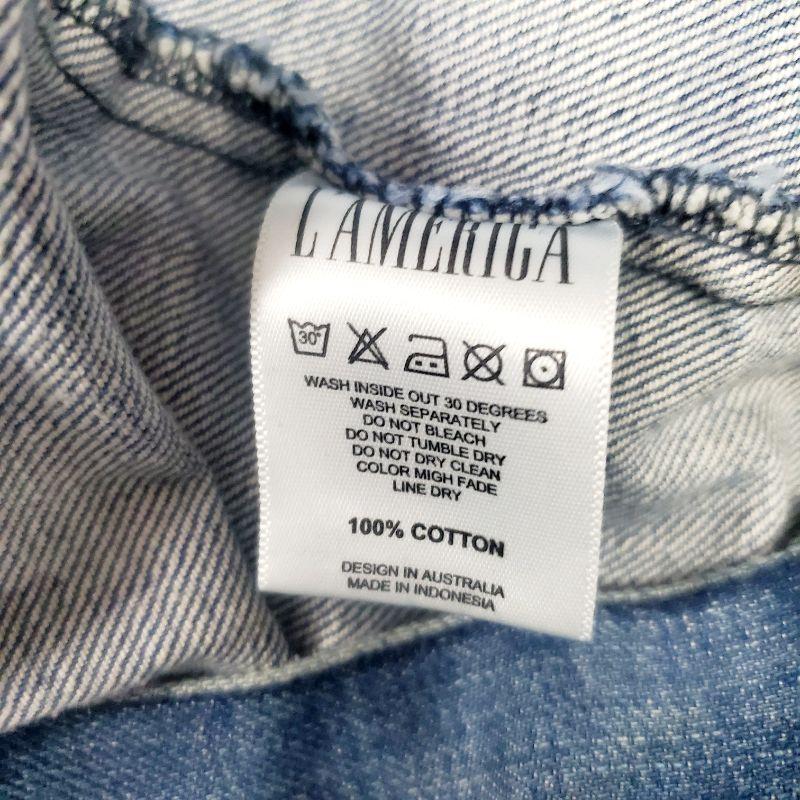 L'AMERICA
30°
WASH INSIDE OUT 30 DEGREES
WASH SEPARATELY
DO NOT BLEACH
DO NOT TUMBLE DRY
DO NOT DRY CLEAN
COLOR MIGH FADE
LINE DRY
100% COTTON
DESIGN IN AUSTRALIA
MADE IN INDONESIA